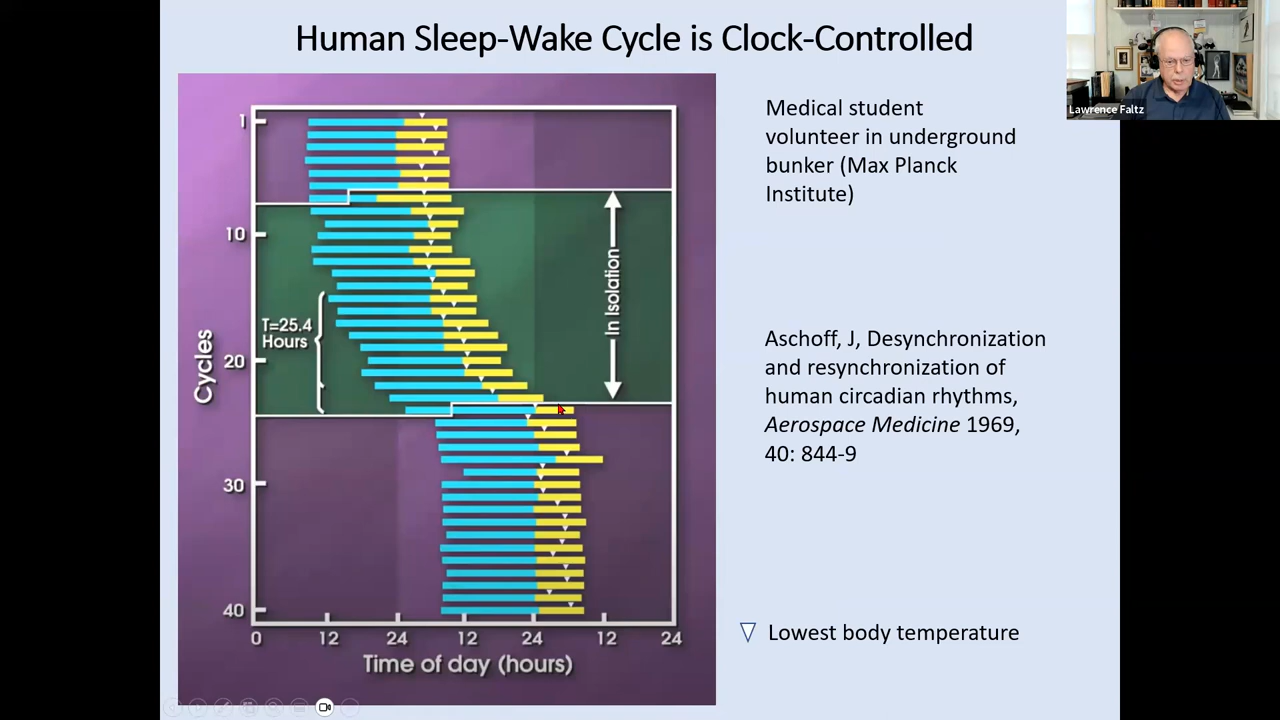 Human Sleep-Wake Cycle is Clock-Controlled
Lawrence Faltz
Medical student
volunteer in underground
bunker (Max Planck
Institute)
Aschoff, J, Desynchronization
and resynchronization of
human circadian rhythms,
Aerospace Medicine 1969,
40: 844-9
Lowest body temperature
Cycles
1
10
20
30
40
T=25.4
Hours
In Isolation
0 12 24 12 24 12 24
Time of day (hours)